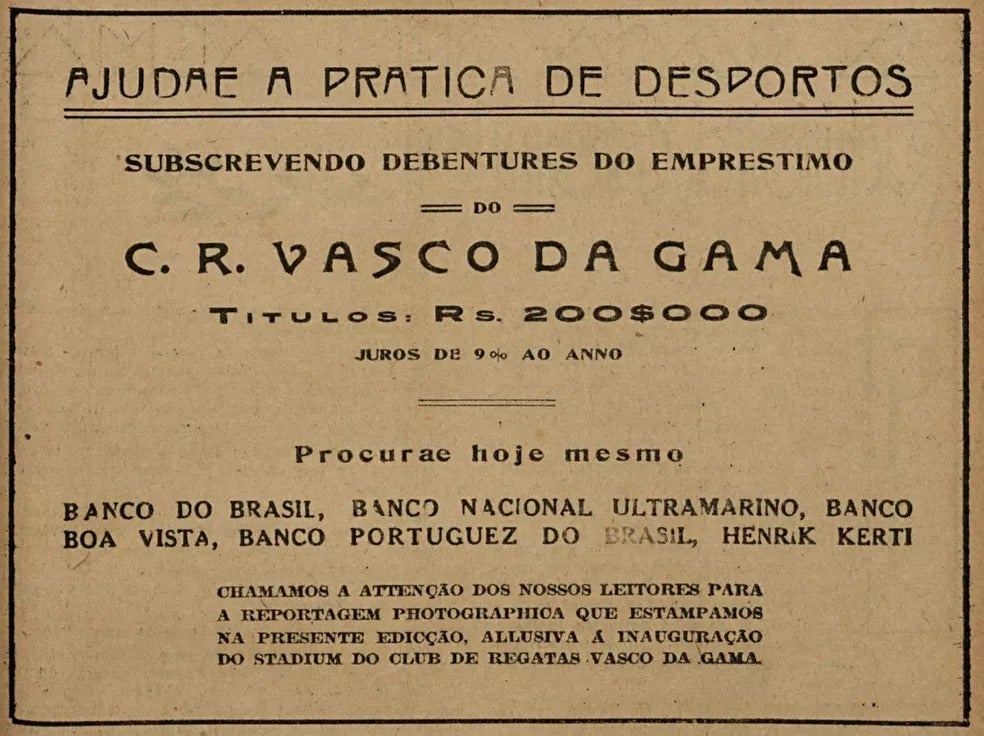 AJUDAE A PRATICA DE DESPORTOS
SUBSCREVENDO DEBENTURES DO EMPRESTIMO
DO
C. R. VASCO DA GAMA
TITULOS: RS. 200$000
JUROS DE 9% AO ANNO
Procurae hoje mesmo
BANCO DO BRASIL, BANCO NACIONAL ULTRAMARINO, BANCO
BOA VISTA, BANCO PORTUGUEZ DO BRASIL, HENRIK KERTI
CHAMAMOS A ATTENÇÃO DOS NOSSOS LEITORES PARA
A REPORTAGEM PHOTOGRAPHICA QUE ESTAMPAMOS
NA PRESENTE EDICÇÃO, ALLUSIVA Á INAUGURAÇÃO
DO STADIUM DO CLUB DE REGATAS VASCO DA GAMA.